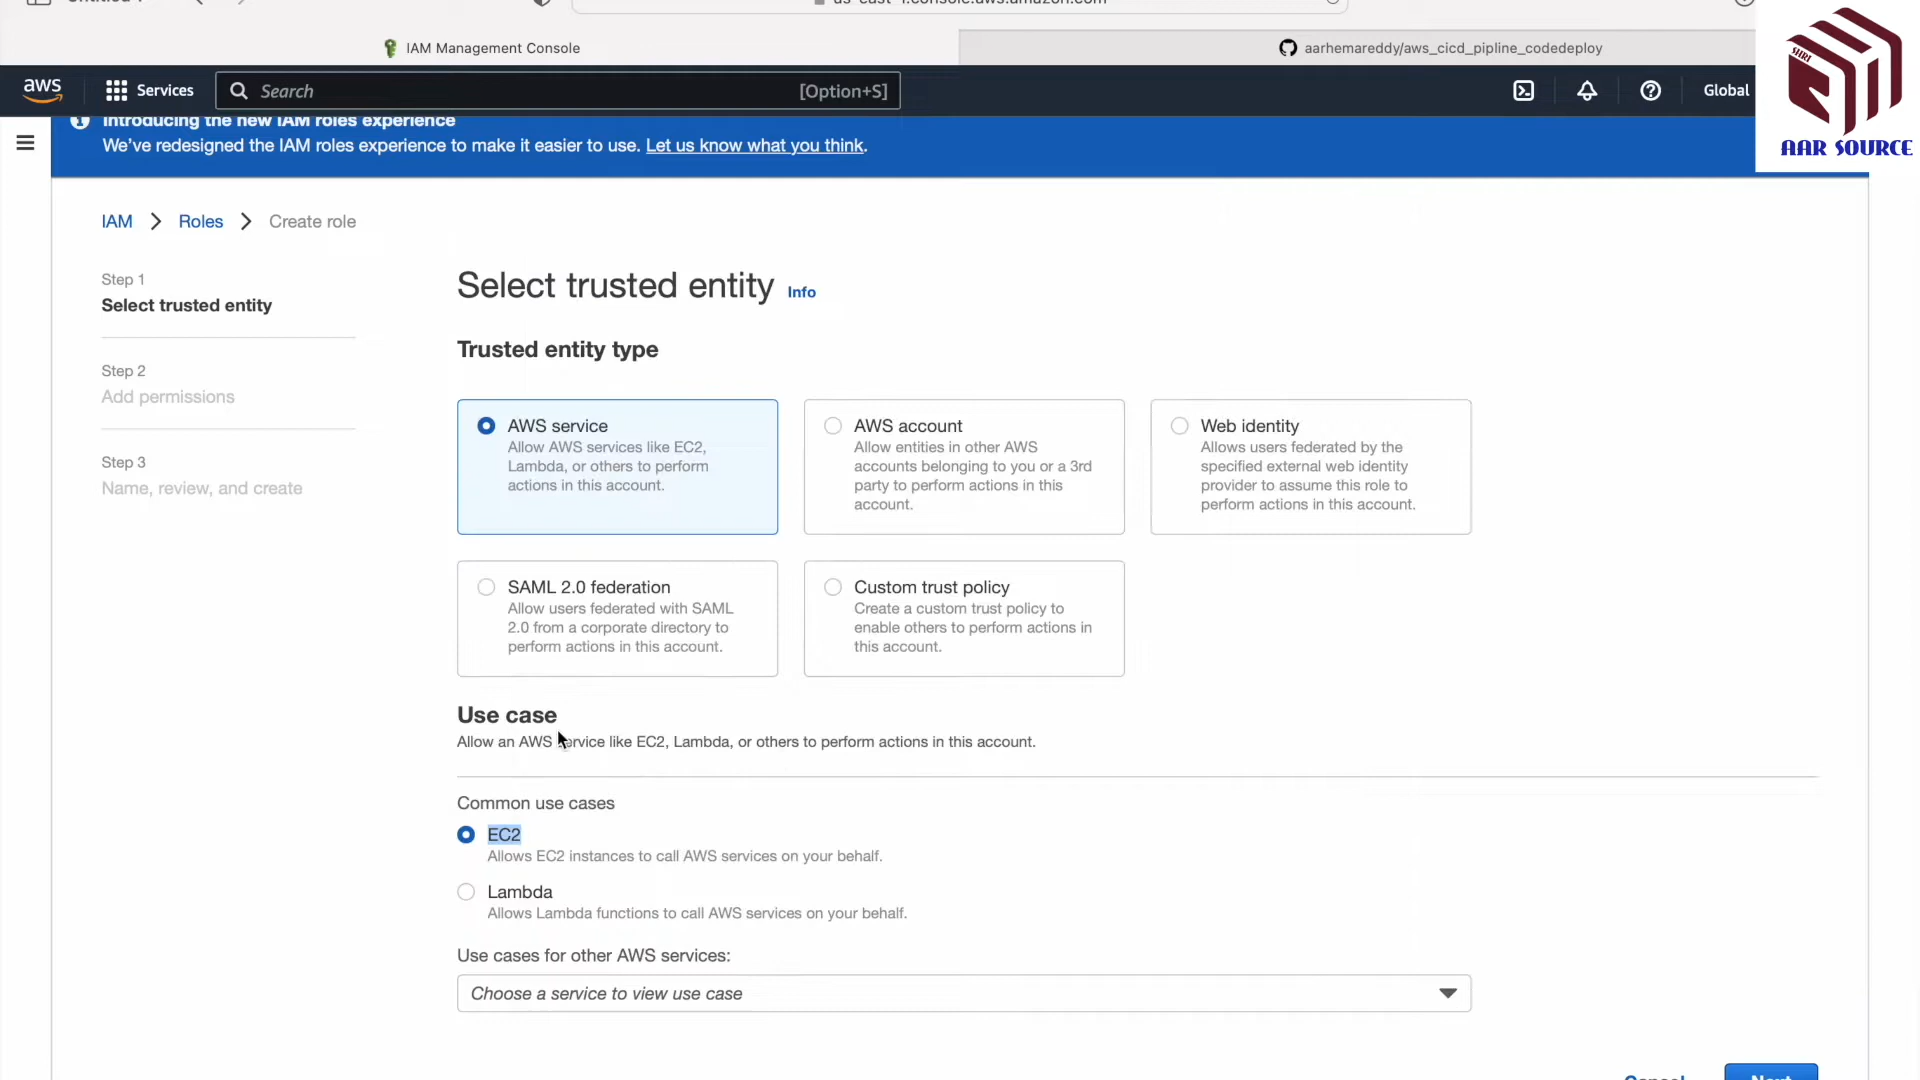 IAM Management Console
aarhemareddy/aws_cicd_pipline_codedeploy
SHRI
AAR SOURCE
aws
Services
Search
[Option+S]
Global
Introducing the new IAM roles experience
We've redesigned the IAM roles experience to make it easier to use. Let us know what you think.
IAM
Roles
Create role
Step 1
Select trusted entity
Step 2
Add permissions
Step 3
Name, review, and create
Select trusted entity Info
Trusted entity type
AWS service
Allow AWS services like EC2,
Lambda, or others to perform
actions in this account.
AWS account
Allow entities in other AWS
accounts belonging to you or a 3rd
party to perform actions in this
account.
Web identity
Allows users federated by the
specified external web identity
provider to assume this role to
perform actions in this account.
SAML 2.0 federation
Allow users federated with SAML
2.0 from a corporate directory to
perform actions in this account.
Custom trust policy
Create a custom trust policy to
enable others to perform actions in
this account.
Use case
Allow an AWS service like EC2, Lambda, or others to perform actions in this account.
Common use cases
EC2
Allows EC2 instances to call AWS services on your behalf.
Lambda
Allows Lambda functions to call AWS services on your behalf.
Use cases for other AWS services:
Choose a service to view use case